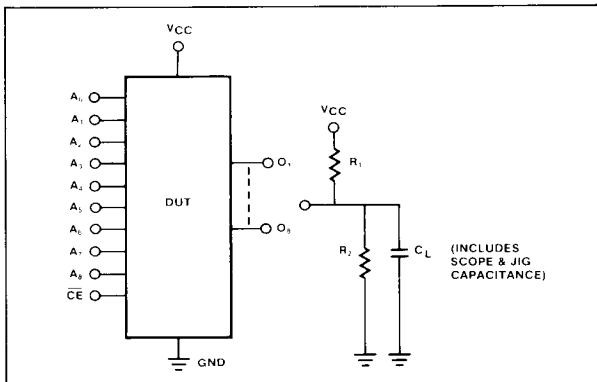 VCC
A₀
A₁
A₂
A₃
A₄
A₅
A₆
A₇
A₈
CE
DUT
O₁
O₈
GND
VCC
R₁
R₂
CL
(INCLUDES
SCOPE & JIG
CAPACITANCE)